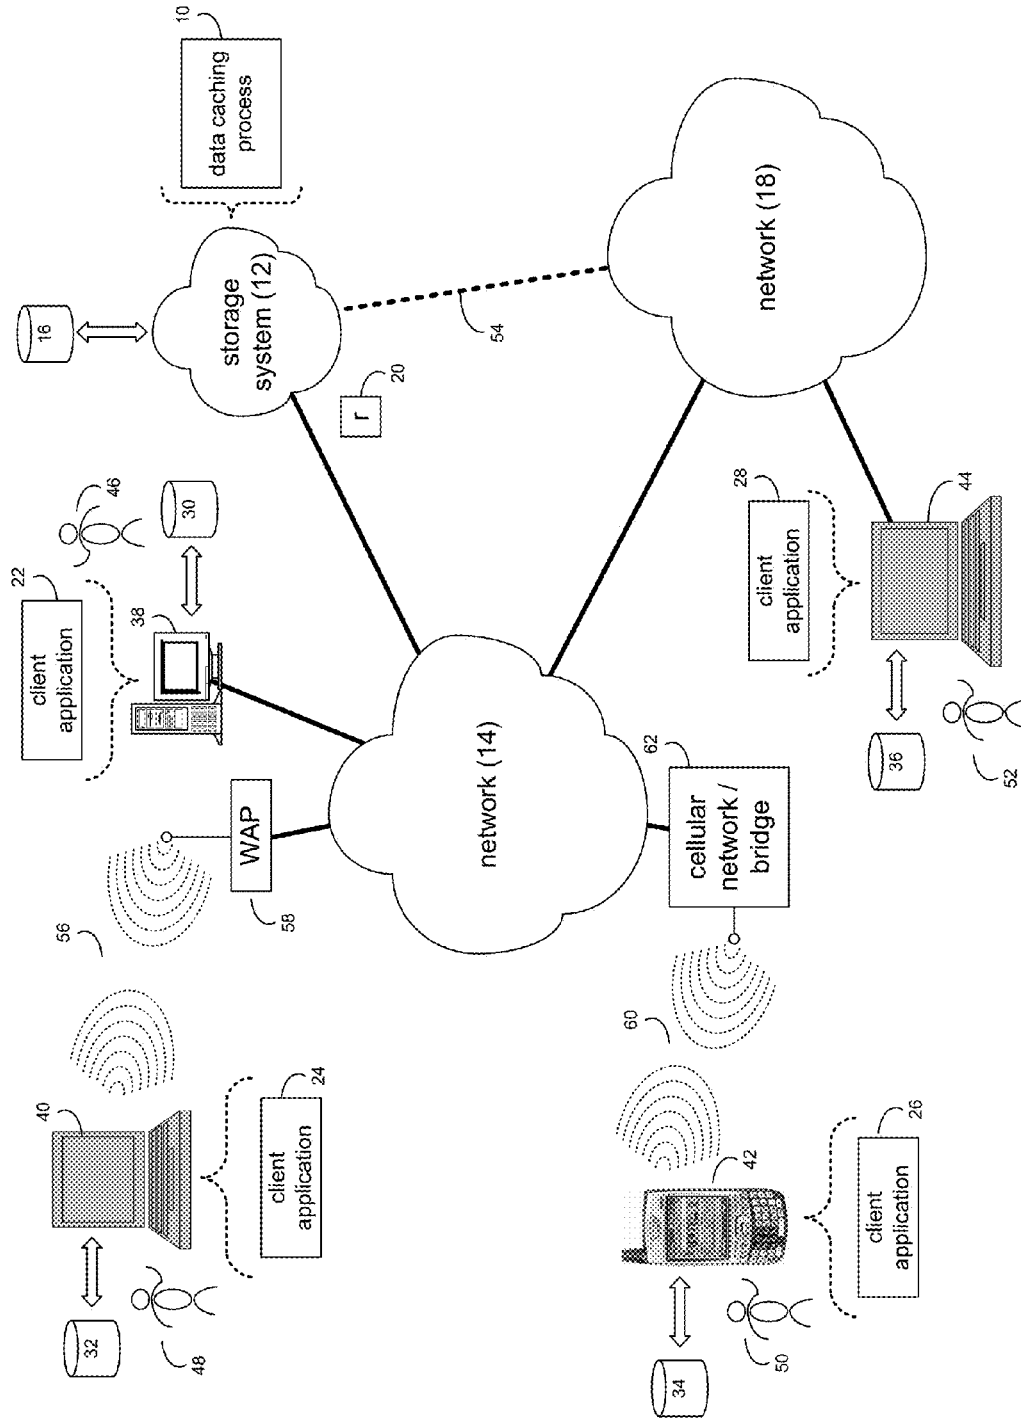 10
data caching
process
16
storage
system (12)
54
network (18)
r
20
46
30
22
client
application
38
28
client
application
44
36
52
network (14)
WAP
58
56
62
cellular
network /
bridge
60
40
24
client
application
32
48
42
26
client
application
34
50